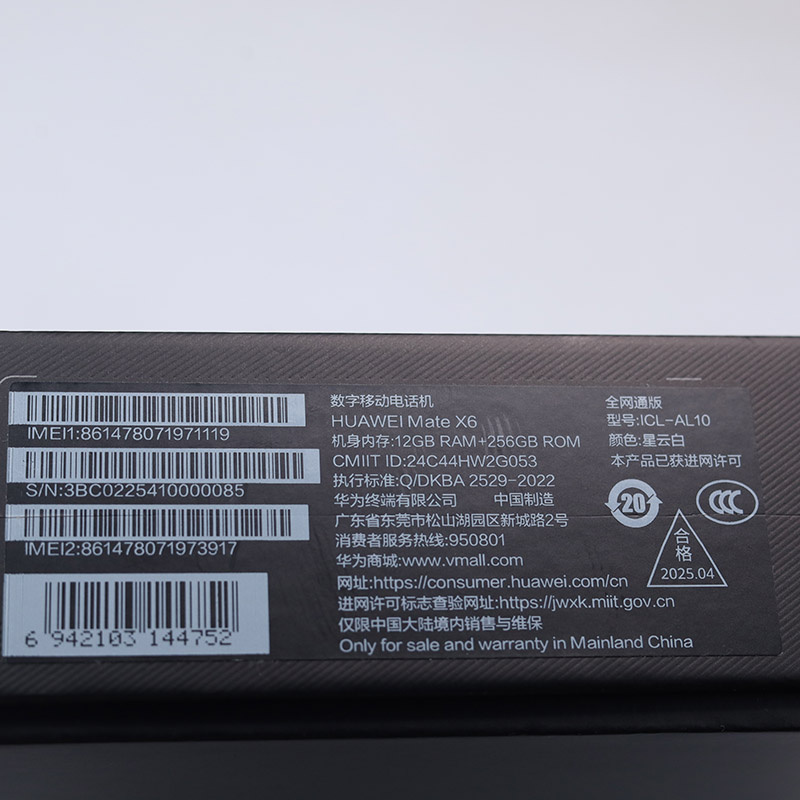 IMEI1:861478071971119
S/N:3BC0225410000085
IMEI2:861478071973917
6 942103 144752
数字移动电话机
HUAWEI Mate X6
机身内存:12GB RAM+256GB ROM
CMIIT ID:24C44HW2G053
执行标准:Q/DKBA 2529-2022
华为终端有限公司 中国制造
广东省东莞市松山湖园区新城路2号
消费者服务热线:950801
华为商城:www.vmall.com
网址:https://consumer.huawei.com/cn
进网许可标志查验网址:https://jwxk.miit.gov.cn
仅限中国大陆境内销售与维保
Only for sale and warranty in Mainland China
全网通版
型号:ICL-AL10
颜色:星云白
本产品已获进网许可
20
CCC
合格
2025.04